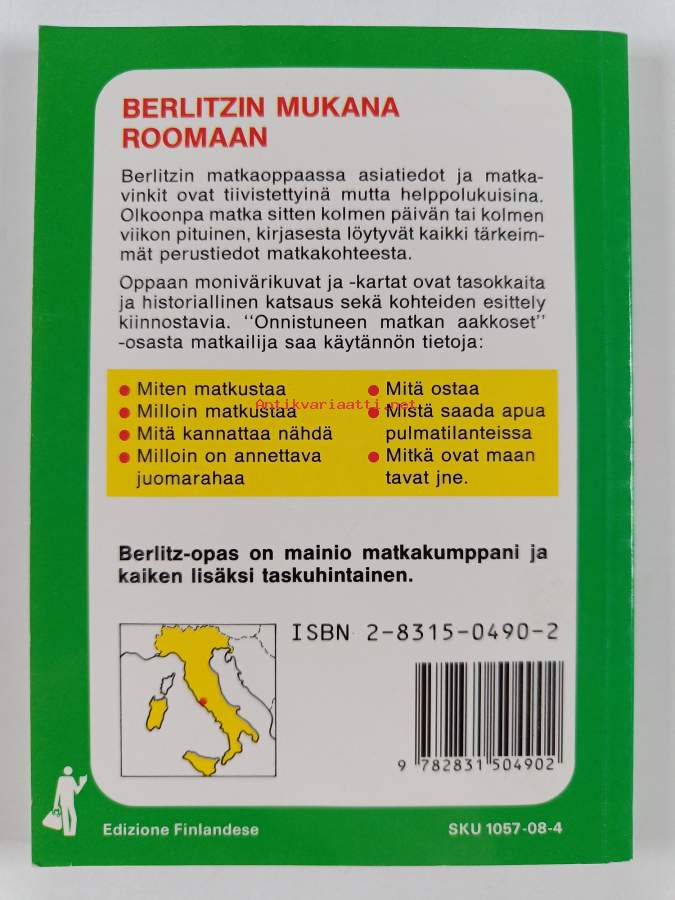 BERLITZIN MUKANA
ROOMAAN
Berlitzin matkaoppaassa asiatiedot ja matka-
vinkit ovat tiivistettyinä mutta helppolukuisina.
Olkoonpa matka sitten kolmen päivän tai kolmen
viikon pituinen, kirjasesta löytyvät kaikki tärkeim-
mät perustiedot matkakohteesta.
Oppaan monivärikuvat ja -kartat ovat tasokkaita
ja historiallinen katsaus sekä kohteiden esittely
kiinnostavia. "Onnistuneen matkan aakkoset"
-osasta matkailija saa käytännön tietoja:
● Miten matkustaa
● Milloin matkustaa
● Mitä kannattaa nähdä
● Milloin on annettava
juomarahaa
● Mitä ostaa
● Mistä saada apua
pulmatilanteissa
● Mitkä ovat maan
tavat jne.
Antikvariaatti.net
Berlitz-opas on mainio matkakumppani ja
kaiken lisäksi taskuhintainen.
ISBN 2-8315-0490-2
9 782831 504902
Edizione Finlandese
SKU 1057-08-4